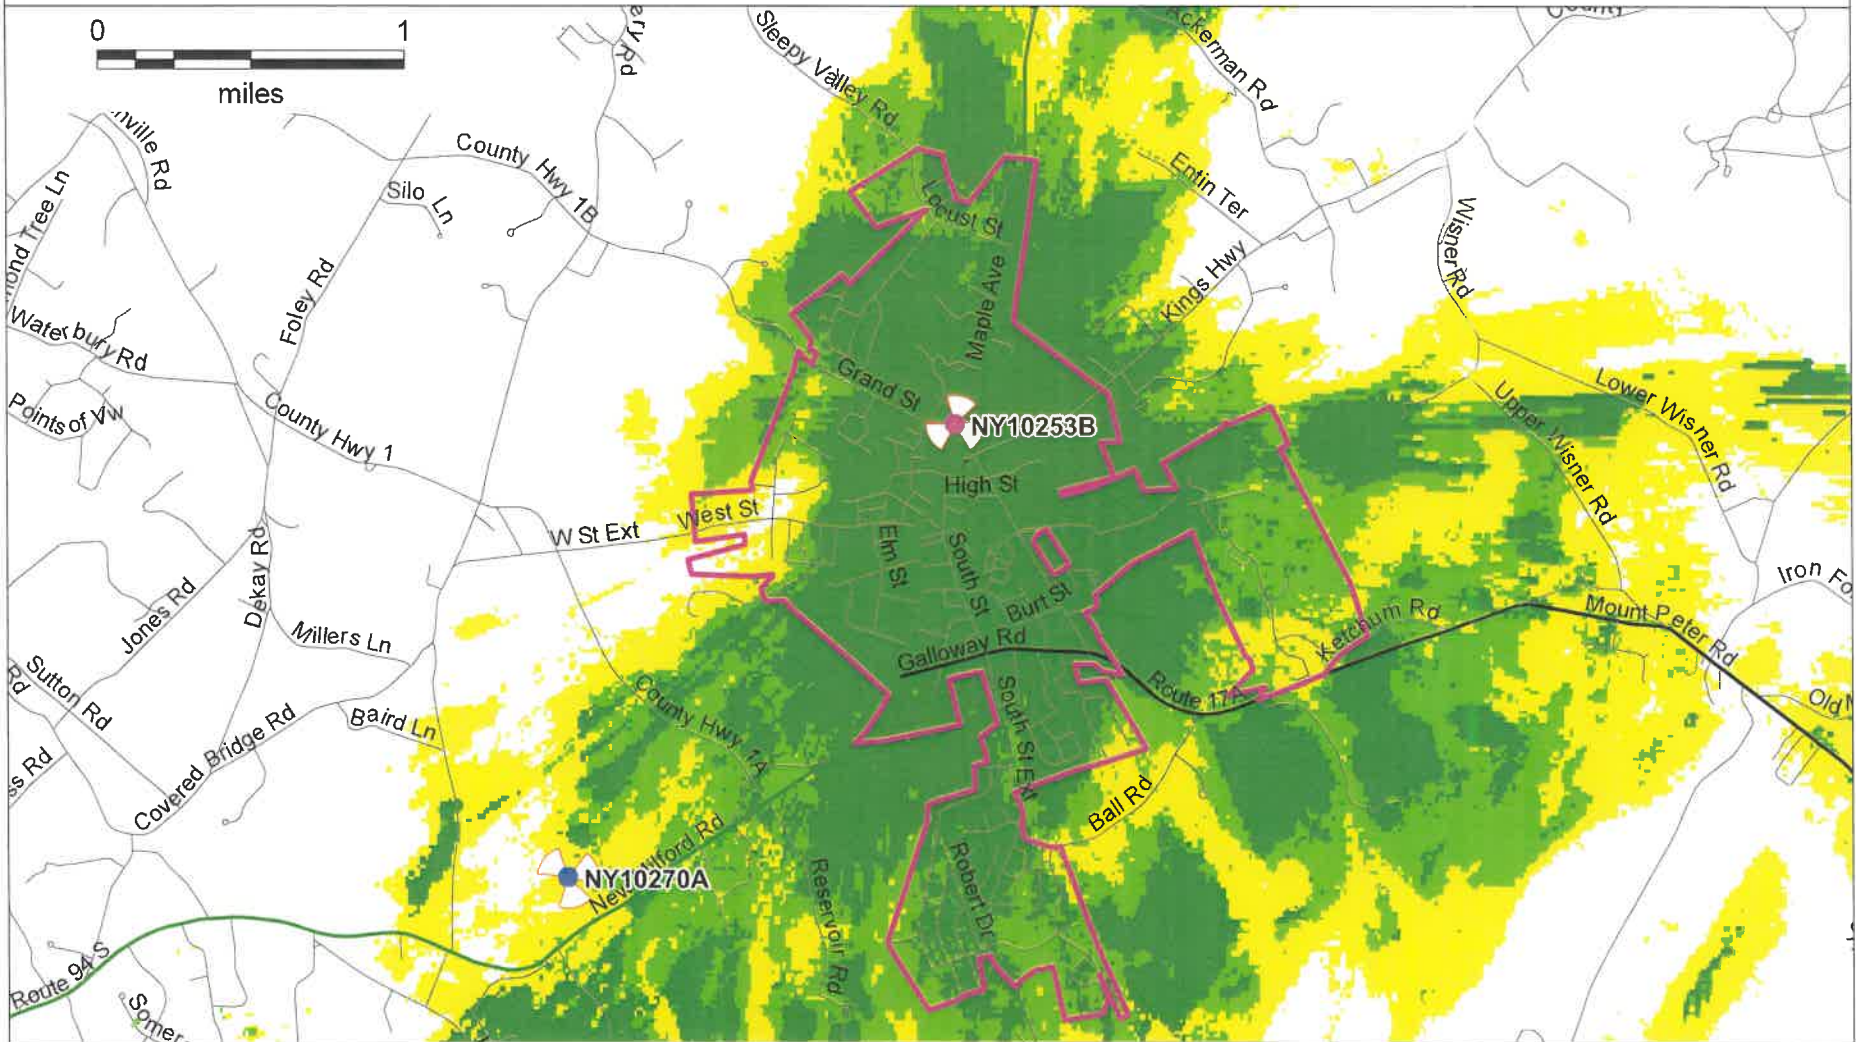 0 1
miles
Sleepy Valley Rd
Ackerman Rd
County
County Hwy 1B
Silo Ln
Entin Ter
Locust St
Wisner Rd
Foley Rd
Maple Ave
Kings Hwy
Waterbury Rd
Points of Vw
County Hwy 1
Grand St
NY10253B
Lower Wisner Rd
Upper Wisner Rd
High St
West St
W St Ext
Elm St
South St
Burt St
Dekay Rd
Jones Rd
Millers Ln
Galloway Rd
Ketchum Rd
Mount Peter Rd
Iron
Sutton Rd
Rd
Route 17A
County Hwy 1A
South St Ext
Baird Ln
Covered Bridge Rd
Old
Ball Rd
Rd
NY10270A
Robert Dr
Reservoir Rd
Route 94 S